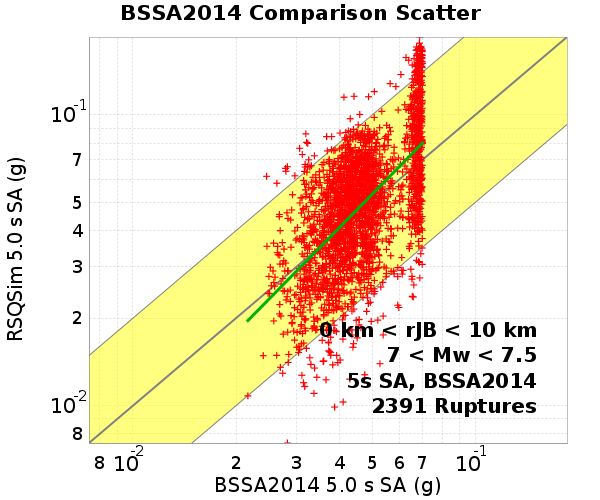 BSSA2014 Comparison Scatter
RSQSim 5.0 s SA (g)
10-1
7
5
4
3
2
10-2
8
0 km < rJB < 10 km
7 < Mw < 7.5
5s SA, BSSA2014
2391 Ruptures
8 10-2 2 3 4 5 6 7 10-1
BSSA2014 5.0 s SA (g)